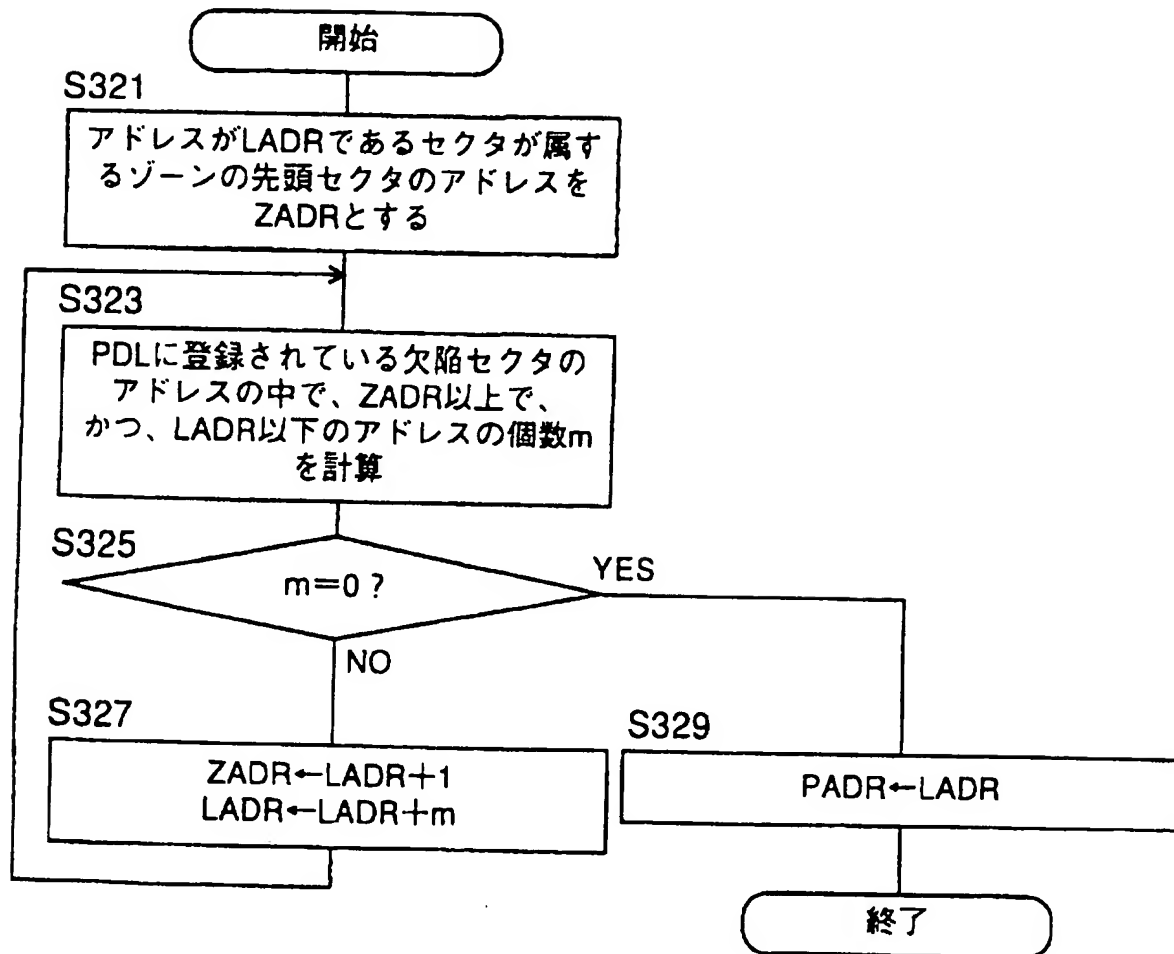 開始
S321
アドレスがLADRであるセクタが属す
るゾーンの先頭セクタのアドレスを
ZADRとする
S323
PDLに登録されている欠陥セクタの
アドレスの中で、ZADR以上で、
かつ、LADR以下のアドレスの個数m
を計算
S325
m=0?
YES
NO
S327
ZADR←LADR+1
LADR←LADR+m
S329
PADR←LADR
終了